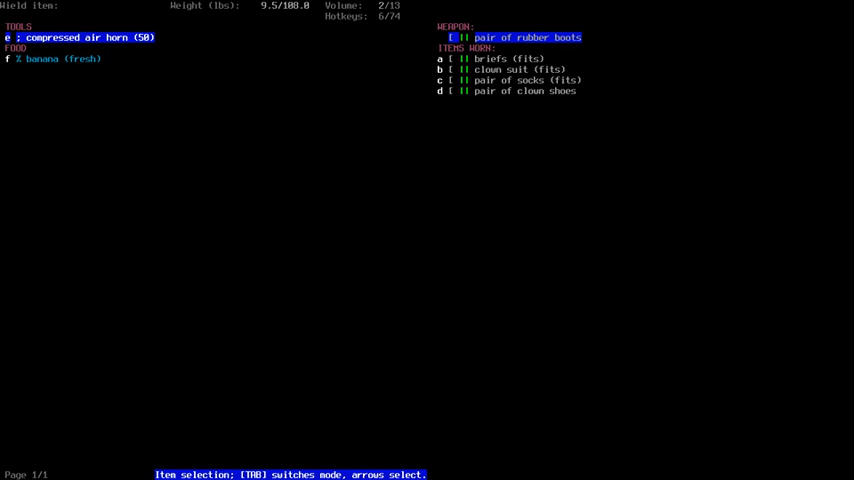 Wield item: Weight (lbs): 9.5/108.0 Volume: 2/13
Hotkeys: 6/74
TOOLS
e ; compressed air horn (50)
FOOD
f % banana (fresh)
WEAPON:
[ || pair of rubber boots
ITEMS WORN:
a [ || briefs (fits)
b [ || clown suit (fits)
c [ || pair of socks (fits)
d [ || pair of clown shoes
Page 1/1 Item selection; [TAB] switches mode, arrows select.